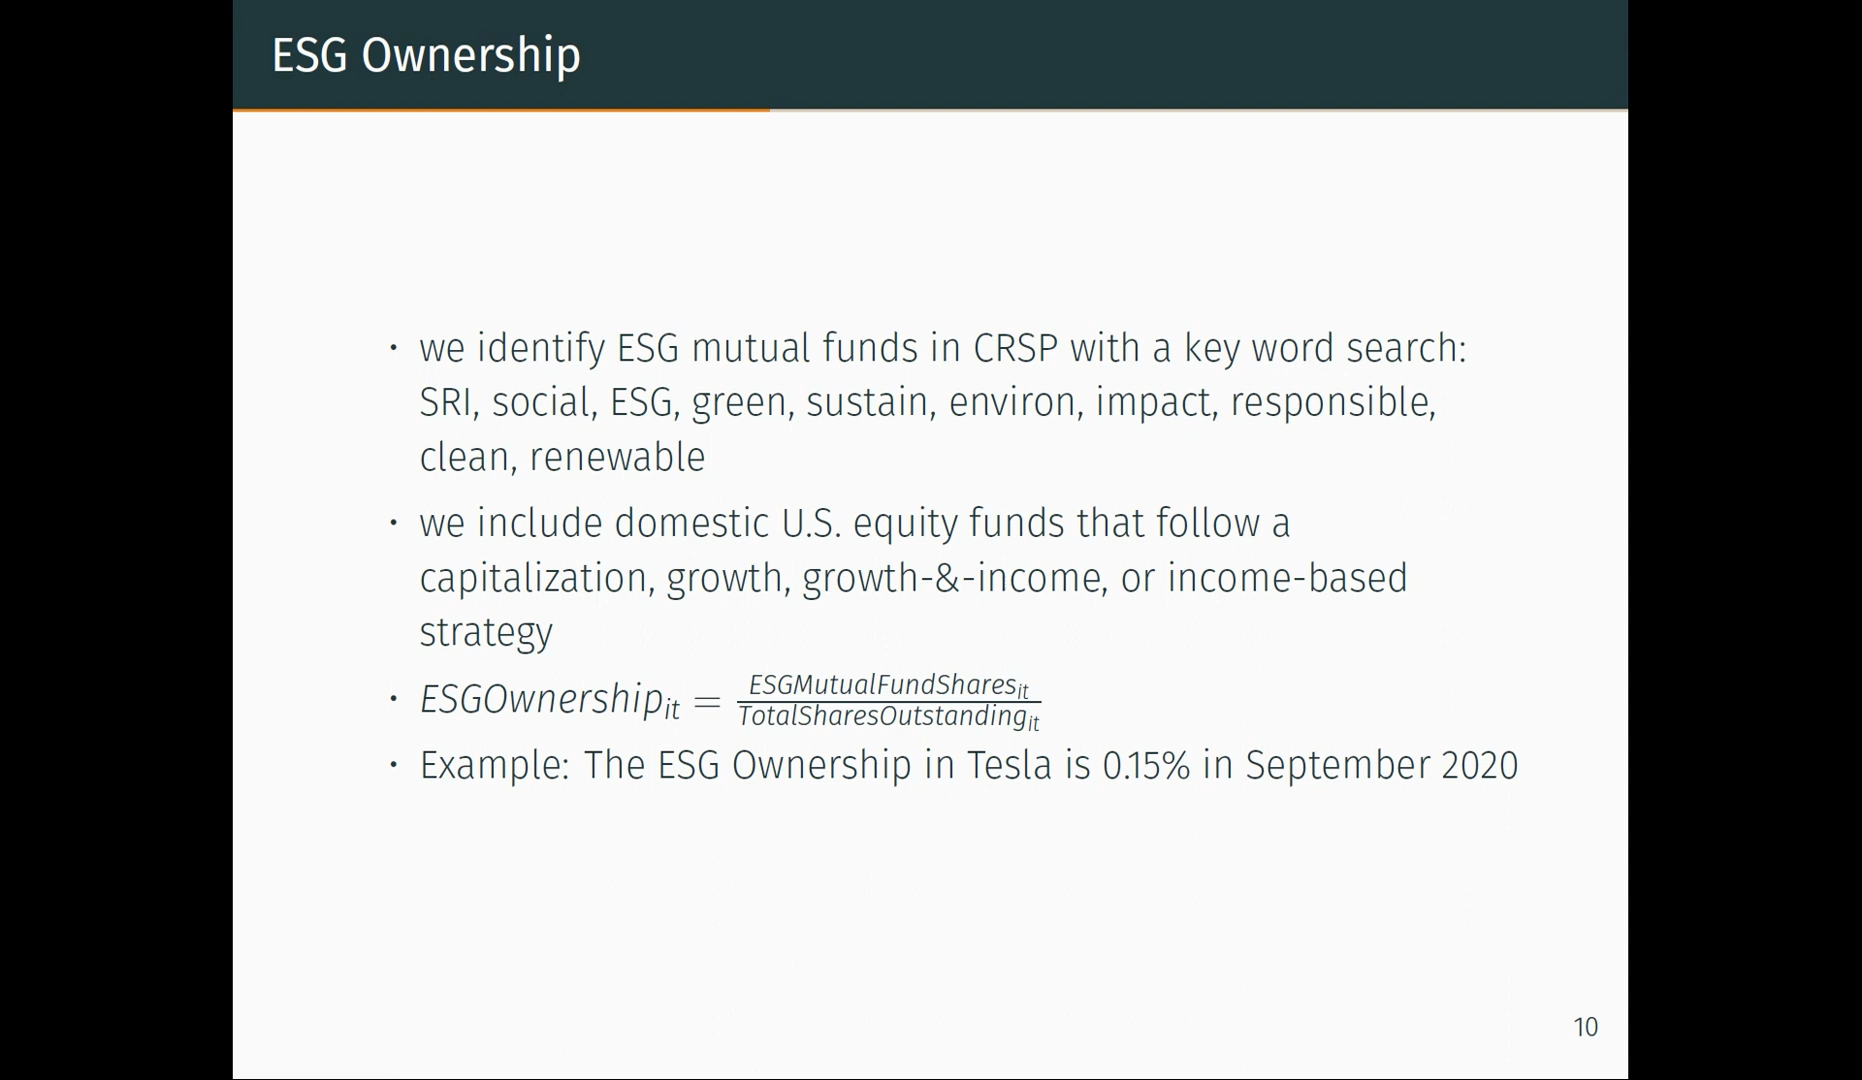 ESG Ownership
· we identify ESG mutual funds in CRSP with a key word search:
SRI, social, ESG, green, sustain, environ, impact, responsible,
clean, renewable
· we include domestic U.S. equity funds that follow a
capitalization, growth, growth-&-income, or income-based
strategy
· ESGOwnership_it = ESGMutualFundShares_it / TotalSharesOutstanding_it
· Example: The ESG Ownership in Tesla is 0.15% in September 2020
10